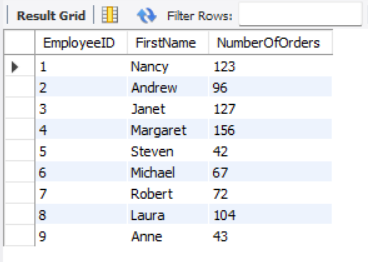 Result Grid Filter Rows:
EmployeeID FirstName NumberOfOrders
1 Nancy 123
2 Andrew 96
3 Janet 127
4 Margaret 156
5 Steven 42
6 Michael 67
7 Robert 72
8 Laura 104
9 Anne 43